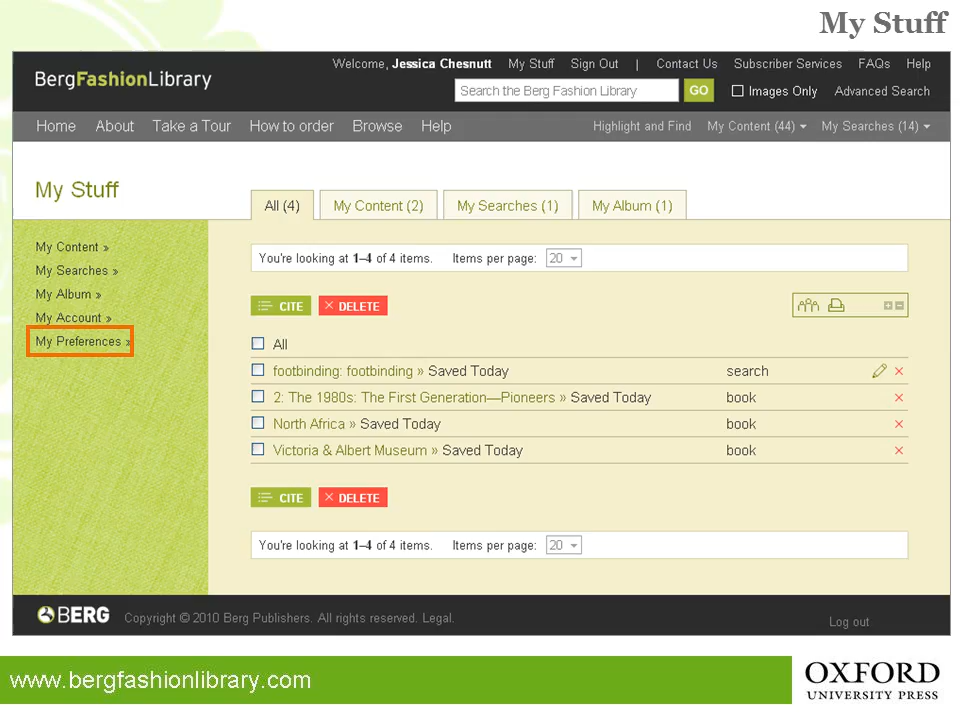 My Stuff
Welcome, Jessica Chesnutt My Stuff Sign Out | Contact Us Subscriber Services FAQs Help
BergFashionLibrary
Search the Berg Fashion Library GO Images Only Advanced Search
Home About Take a Tour How to order Browse Help Highlight and Find My Content (44) My Searches (14)
My Stuff
All (4) My Content (2) My Searches (1) My Album (1)
My Content »
My Searches »
My Album »
My Account »
My Preferences »
You're looking at 1–4 of 4 items. Items per page: 20
CITE × DELETE
All
footbinding: footbinding » Saved Today search
2: The 1980s: The First Generation—Pioneers » Saved Today book
North Africa » Saved Today book
Victoria & Albert Museum » Saved Today book
CITE × DELETE
You're looking at 1–4 of 4 items. Items per page: 20
BERG Copyright © 2010 Berg Publishers. All rights reserved. Legal.
Log out
www.bergfashionlibrary.com
OXFORD
UNIVERSITY PRESS